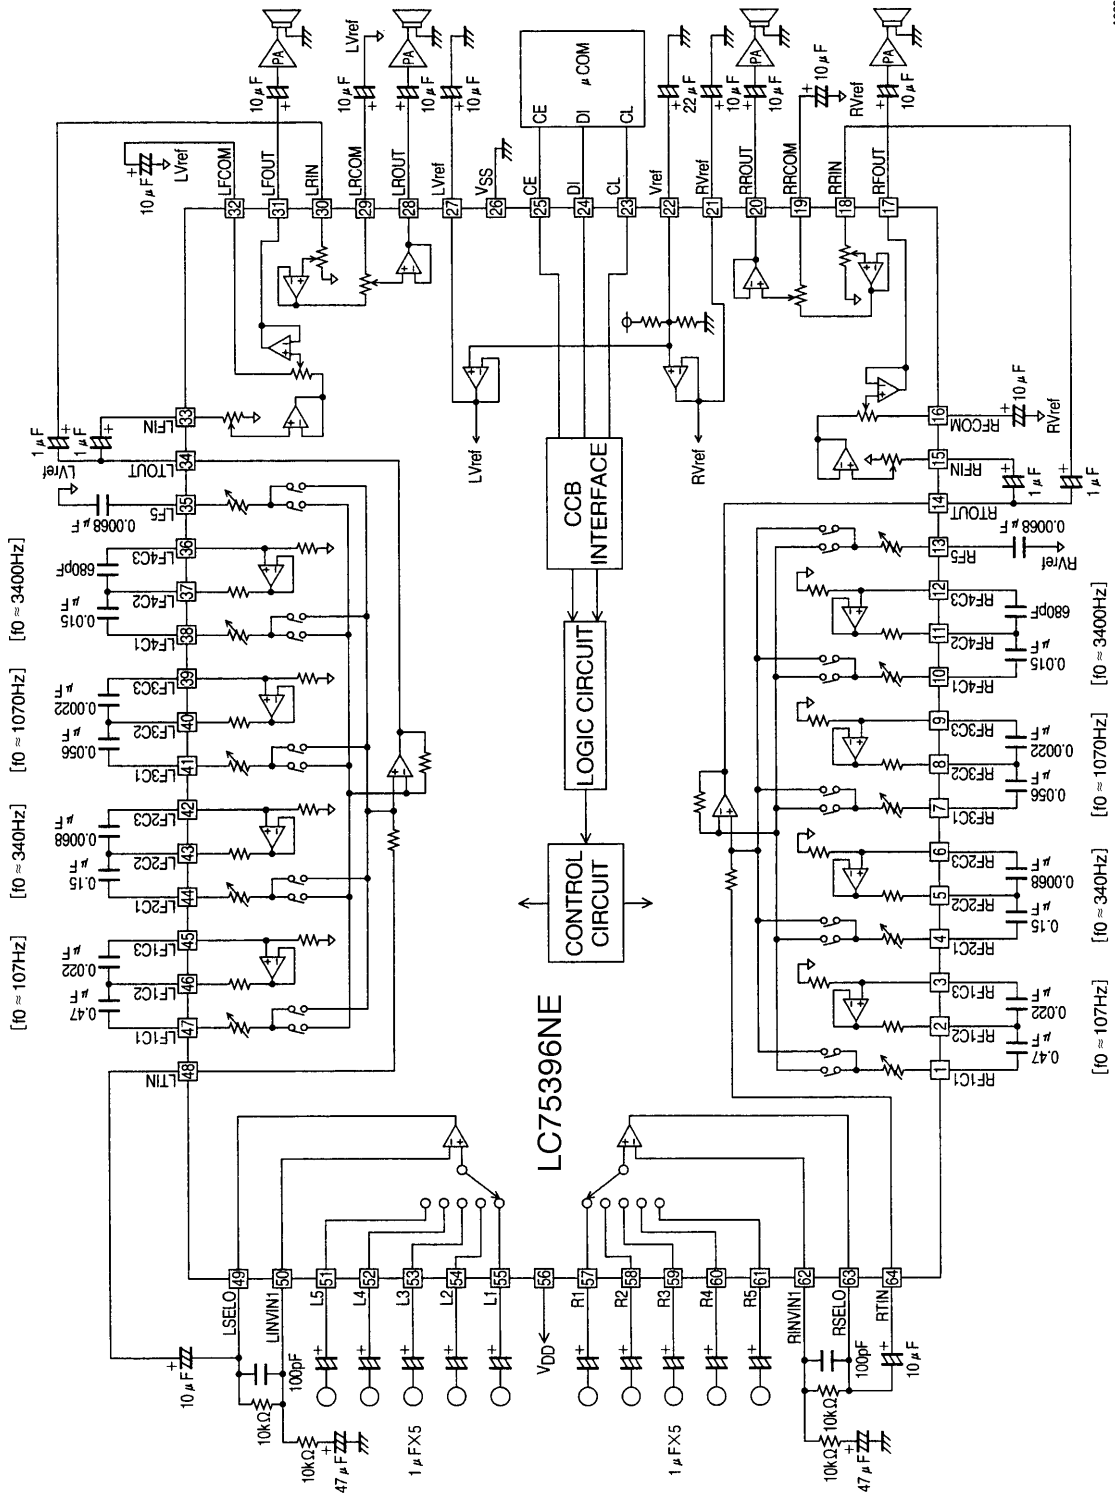 PA
PA
PA
PA
10μF
LVref
10μF
10μF
10μF
μCOM
CE
DI
CL
22μF
10μF
10μF
10μF
RVref
10μF
10μF
LVref
LFCOM
LFOUT
LRIN
LRCOM
LROUT
LVref
VSS
CE
DI
CL
Vref
RVref
RROUT
RRCOM
RRIN
RFOUT
32
31
30
29
28
27
26
25
24
23
22
21
20
19
18
17
1μF
1μF
LVref
0.0068μF
[f0 ≈ 3400Hz]
680pF
0.015μF
[f0 ≈ 1070Hz]
0.0022μF
0.056μF
[f0 ≈ 340Hz]
0.0068μF
0.15μF
[f0 ≈ 107Hz]
0.022μF
0.47μF
LFIN
33
LTOUT
34
LF5
35
LF4C3
36
LF4C2
37
LF4C1
38
LF3C3
39
LF3C2
40
LF3C1
41
LF2C3
42
LF2C2
43
LF2C1
44
LF1C3
45
LF1C2
46
LF1C1
47
LTIN
48
LVref
RVref
CCB
INTERFACE
LOGIC CIRCUIT
CONTROL
CIRCUIT
LC75396NE
16
RFCOM
10μF
RVref
15
RFIN
1μF
14
RTOUT
1μF
13
RF5
0.0068μF
RVref
12
RF4C3
680pF
11
RF4C2
0.015μF
10
RF4C1
[f0 ≈ 3400Hz]
9
RF3C3
0.0022μF
8
RF3C2
0.056μF
7
RF3C1
[f0 ≈ 1070Hz]
6
RF2C3
0.0068μF
5
RF2C2
0.15μF
4
RF2C1
[f0 ≈ 340Hz]
3
RF1C3
0.022μF
2
RF1C2
0.47μF
1
RF1C1
[f0 ≈ 107Hz]
49
50
51
52
53
54
55
56
57
58
59
60
61
62
63
64
LSELO
LINVIN1
L5
L4
L3
L2
L1
VDD
R1
R2
R3
R4
R5
RINVIN1
RSELO
RTIN
10μF
100pF
10kΩ
10kΩ
47μF
1μFX5
1μFX5
100pF
10μF
10kΩ
10kΩ
47μF